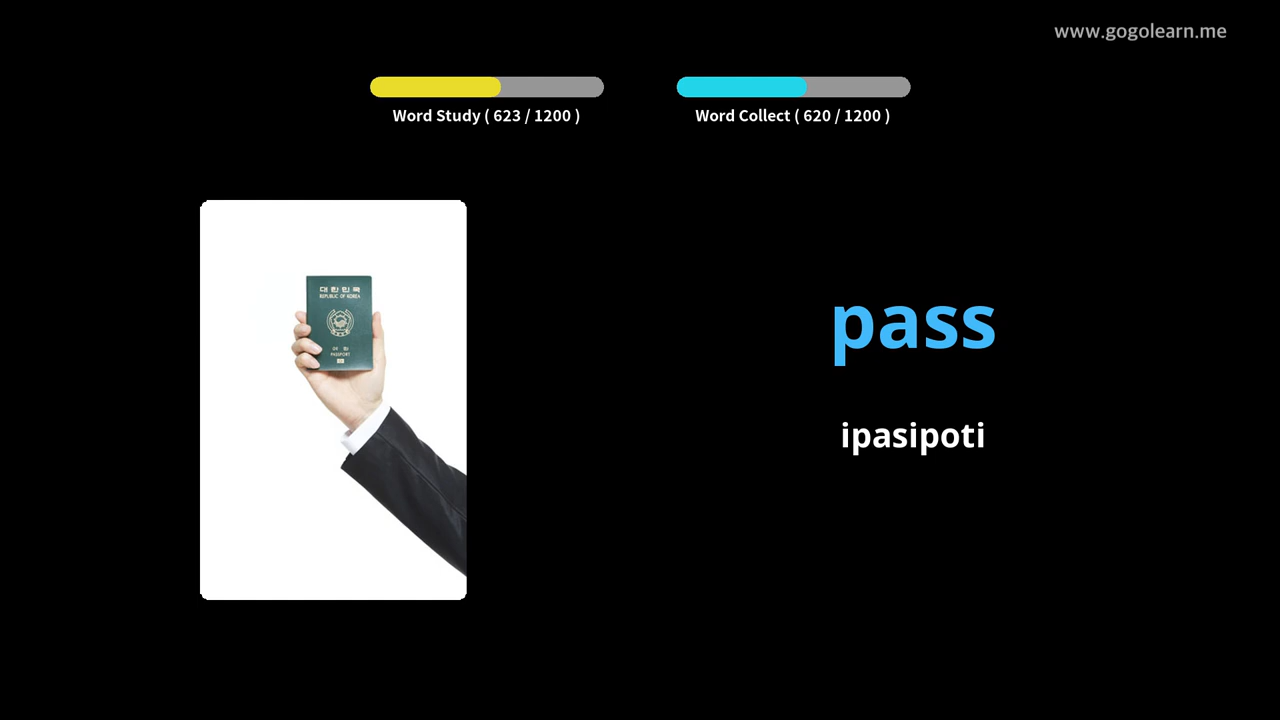 www.gogolearn.me
Word Study ( 623 / 1200 )
Word Collect ( 620 / 1200 )
대한민국
REPUBLIC OF KOREA
여 권
PASSPORT
pass
ipasipoti